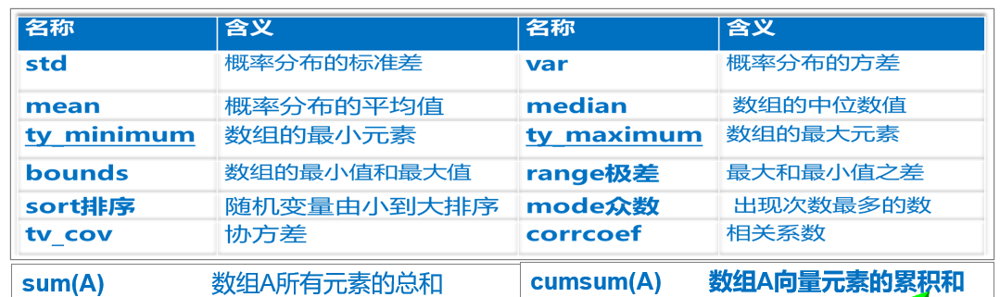 名称 含义 名称 含义
std 概率分布的标准差 var 概率分布的方差
mean 概率分布的平均值 median 数组的中位数值
ty_minimum 数组的最小元素 ty_maximum 数组的最大元素
bounds 数组的最小值和最大值 range极差 最大和最小值之差
sort排序 随机变量由小到大排序 mode众数 出现次数最多的数
tv_cov 协方差 corrcoef 相关系数
sum(A) 数组A所有元素的总和 cumsum(A) 数组A向量元素的累积和